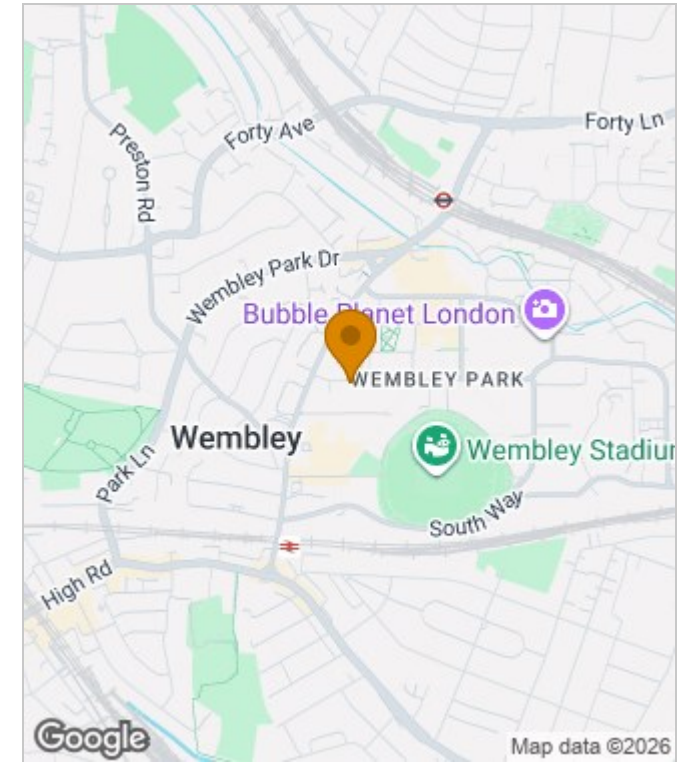 Forty Ave
Forty Ln
Preston Rd
Wembley Park Dr
Bubble Planet London
WEMBLEY PARK
Wembley
Wembley Stadiur
Park Ln
South Way
High Rd
Google
Map data ©2026